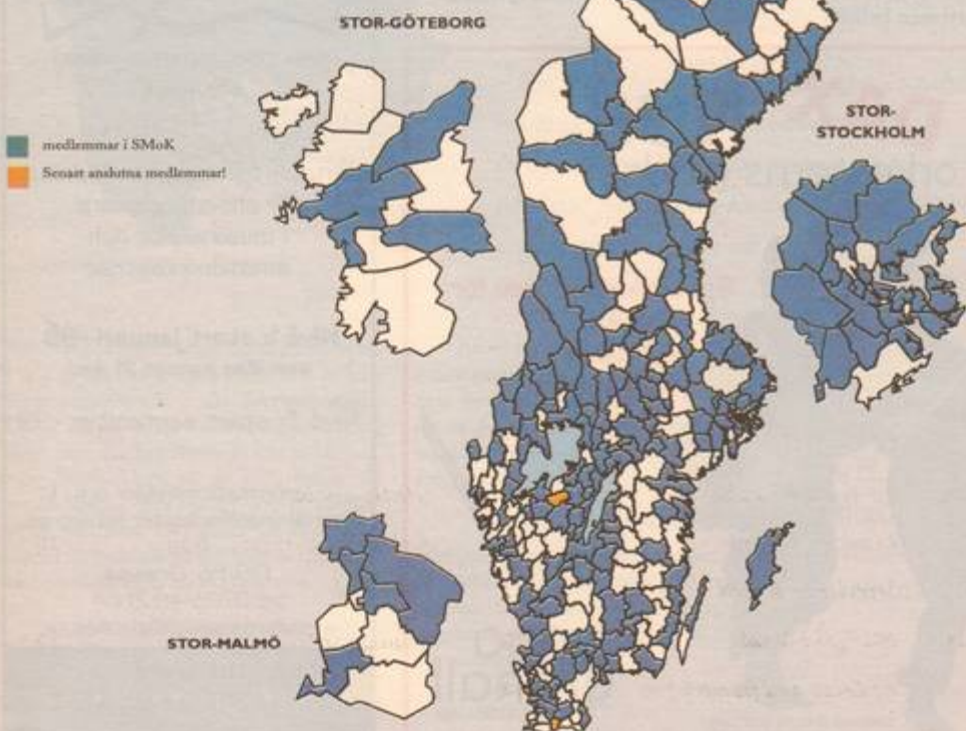 STOR-GÖTEBORG
STOR-
STOCKHOLM
medlemmar i SMoK
Senast anslutna medlemmar!
STOR-MALMÖ